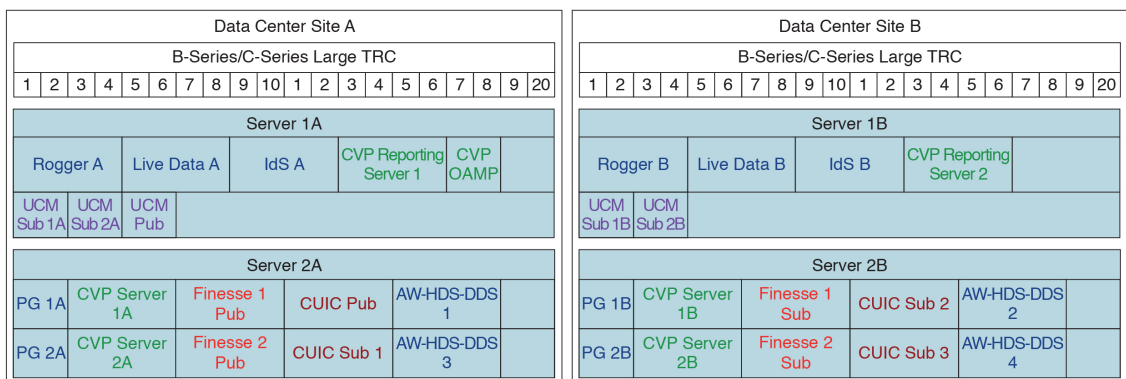 Data Center Site A
B-Series/C-Series Large TRC
1 2 3 4 5 6 7 8 9 10 1 2 3 4 5 6 7 8 9 20
Server 1A
Rogger A
Live Data A
IdS A
CVP Reporting
Server 1
CVP
OAMP
UCM
Sub 1A
UCM
Sub 2A
UCM
Pub
Server 2A
PG 1A
CVP Server
1A
Finesse 1
Pub
CUIC Pub
AW-HDS-DDS
1
PG 2A
CVP Server
2A
Finesse 2
Pub
CUIC Sub 1
AW-HDS-DDS
3
Data Center Site B
B-Series/C-Series Large TRC
1 2 3 4 5 6 7 8 9 10 1 2 3 4 5 6 7 8 9 20
Server 1B
Rogger B
Live Data B
IdS B
CVP Reporting
Server 2
UCM
Sub 1B
UCM
Sub 2B
Server 2B
PG 1B
CVP Server
1B
Finesse 1
Sub
CUIC Sub 2
AW-HDS-DDS
2
PG 2B
CVP Server
2B
Finesse 2
Sub
CUIC Sub 3
AW-HDS-DDS
4